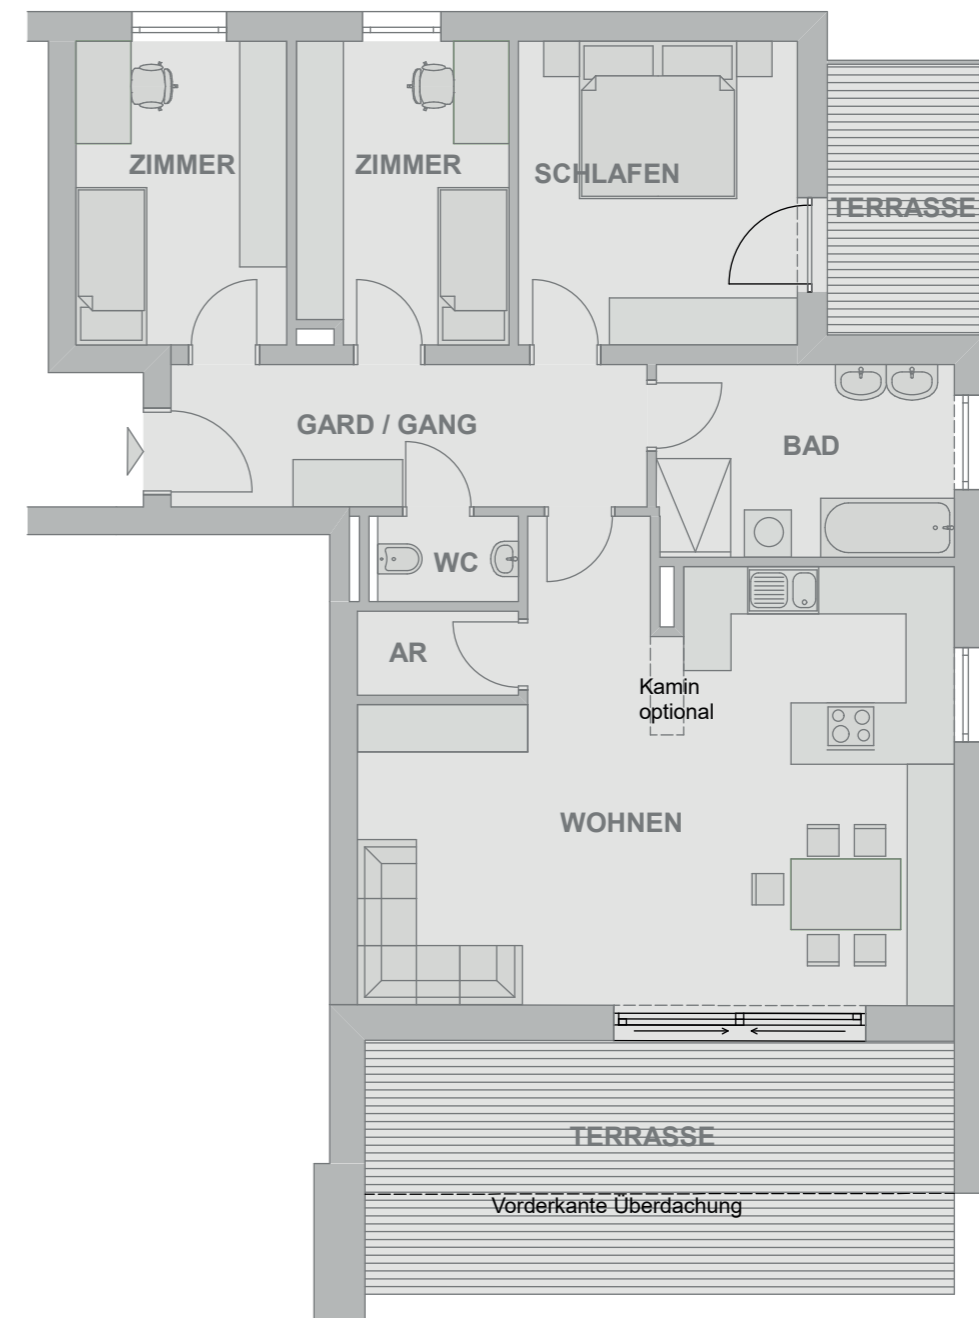 ZIMMER
ZIMMER
SCHLAFEN
TERRASSE
GARD / GANG
BAD
WC
AR
Kamin
optional
WOHNEN
TERRASSE
Vorderkante Überdachung